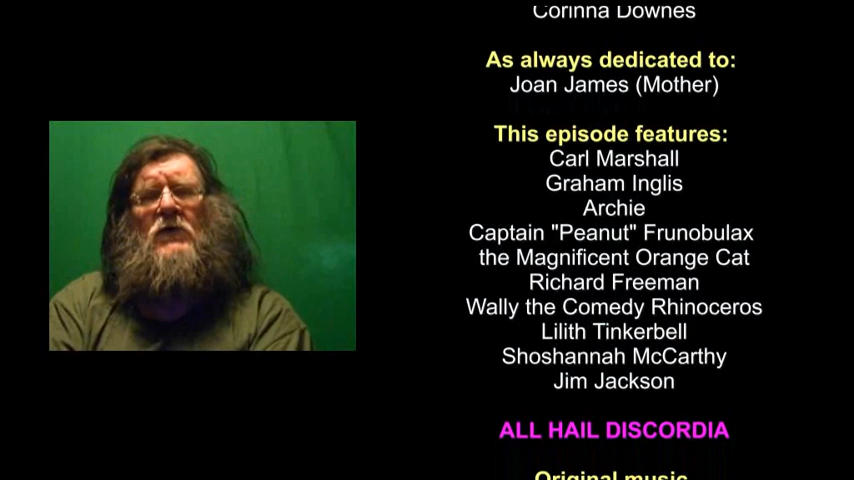 Corinna Downes
As always dedicated to:
Joan James (Mother)
This episode features:
Carl Marshall
Graham Inglis
Archie
Captain "Peanut" Frunobulax
the Magnificent Orange Cat
Richard Freeman
Wally the Comedy Rhinoceros
Lilith Tinkerbell
Shoshannah McCarthy
Jim Jackson
ALL HAIL DISCORDIA
Original music